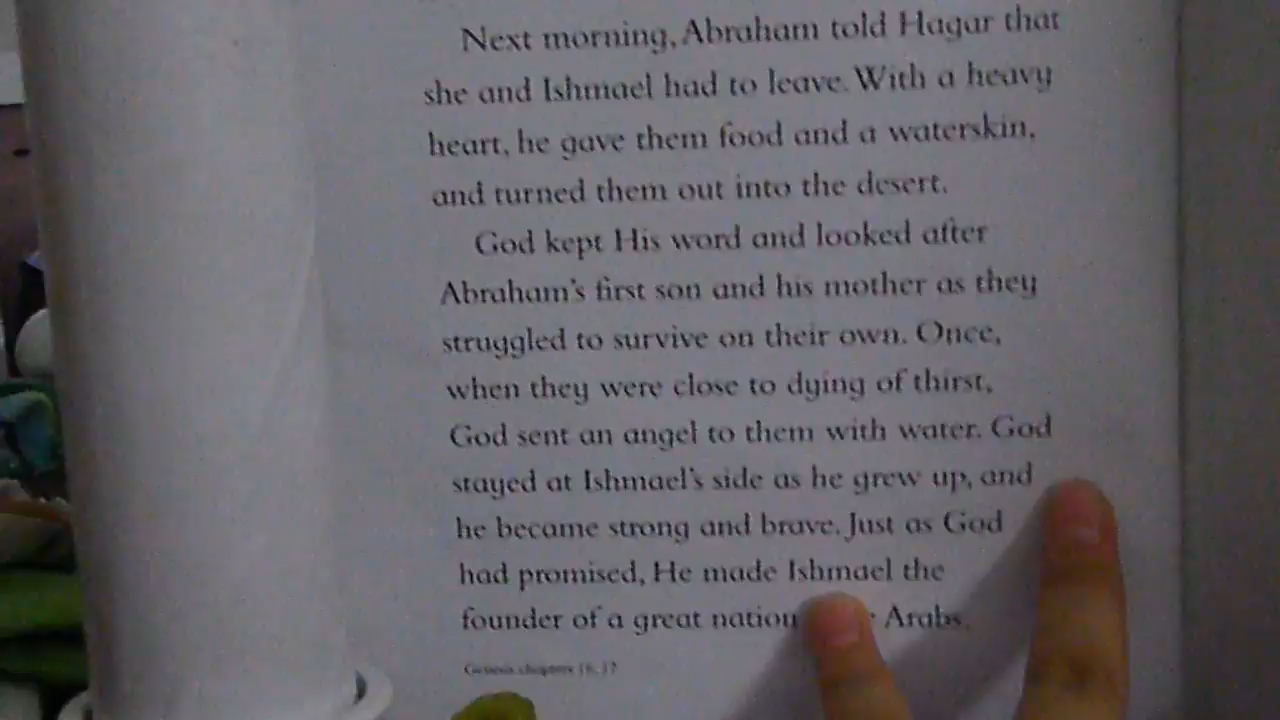 Next morning, Abraham told Hagar that
she and Ishmael had to leave. With a heavy
heart, he gave them food and a waterskin,
and turned them out into the desert.
God kept His word and looked after
Abraham's first son and his mother as they
struggled to survive on their own. Once,
when they were close to dying of thirst,
God sent an angel to them with water. God
stayed at Ishmael's side as he grew up, and
he became strong and brave. Just as God
had promised, He made Ishmael the
founder of a great nation Arabs.
Genesis chapters 16,